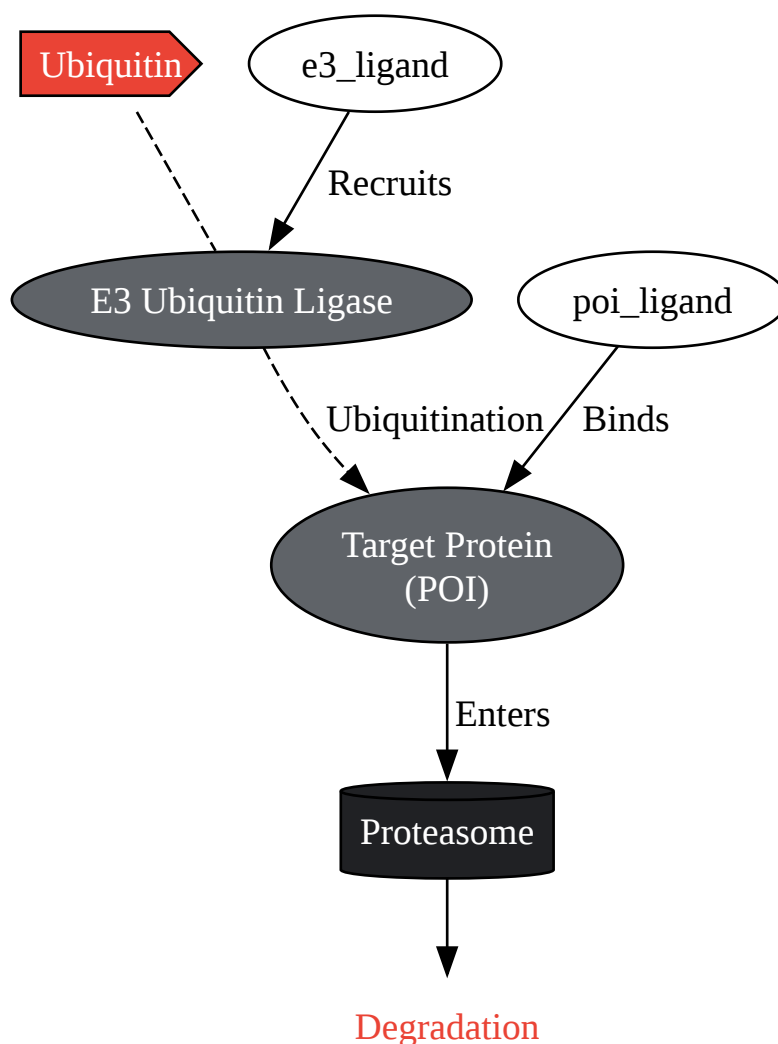 Ubiquitin
e3_ligand
Recruits
E3 Ubiquitin Ligase
poi_ligand
Ubiquitination
Binds
Target Protein
(POI)
Enters
Proteasome
Degradation